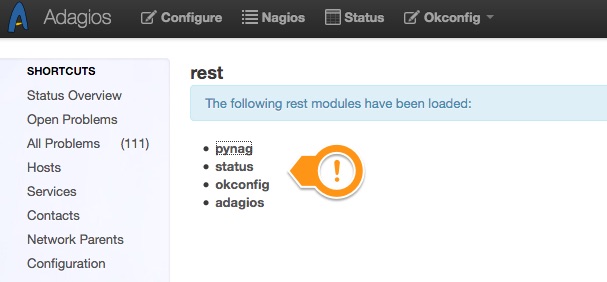 Adagios Configure Nagios Status Okconfig
SHORTCUTS
Status Overview
Open Problems
All Problems (111)
Hosts
Services
Contacts
Network Parents
Configuration
rest
The following rest modules have been loaded:
pynag
status
okconfig
adagios
!